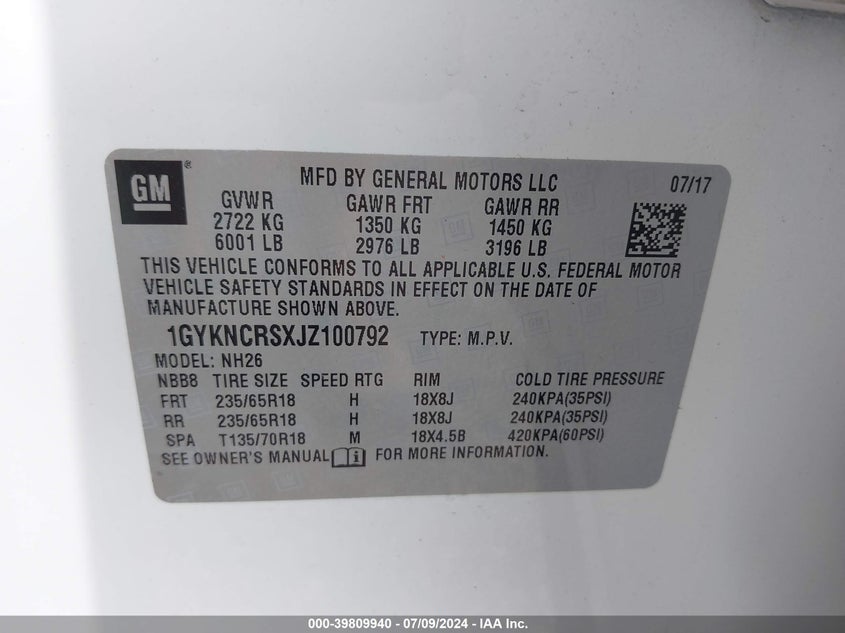 GM ®
MFD BY GENERAL MOTORS LLC 07/17
GVWR GAWR FRT GAWR RR
2722 KG 1350 KG 1450 KG
6001 LB 2976 LB 3196 LB
THIS VEHICLE CONFORMS TO ALL APPLICABLE U.S. FEDERAL MOTOR
VEHICLE SAFETY STANDARDS IN EFFECT ON THE DATE OF
MANUFACTURE SHOWN ABOVE.
1GYKNCRSXJZ100792 TYPE: M.P.V.
MODEL: NH26
NBB8 TIRE SIZE SPEED RTG RIM COLD TIRE PRESSURE
FRT 235/65R18 H 18X8J 240KPA(35PSI)
RR 235/65R18 H 18X8J 240KPA(35PSI)
SPA T135/70R18 M 18X4.5B 420KPA(60PSI)
SEE OWNER'S MANUAL i FOR MORE INFORMATION.
000-39809940 / 07/09/2024 - IAA Inc.